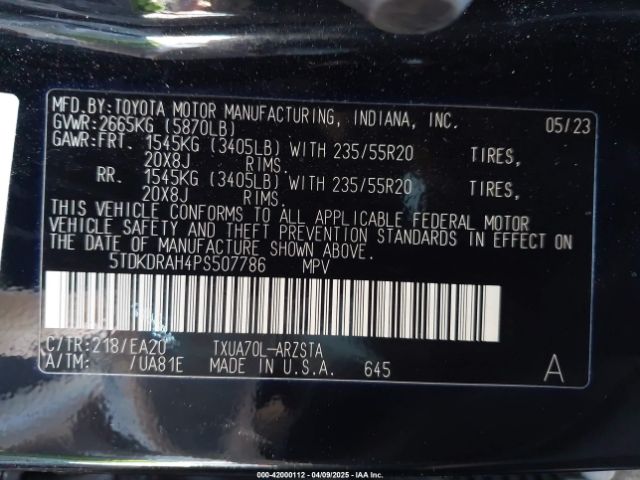 MFD.BY:TOYOTA MOTOR MANUFACTURING, INDIANA, INC. 05/23
GVWR:2665KG (5870LB)
GAWR:FRT. 1545KG (3405LB) WITH 235/55R20 TIRES,
20X8J RIMS.
RR. 1545KG (3405LB) WITH 235/55R20 TIRES,
20X8J RIMS.
THIS VEHICLE CONFORMS TO ALL APPLICABLE FEDERAL MOTOR
VEHICLE SAFETY AND THEFT PREVENTION STANDARDS IN EFFECT ON
THE DATE OF MANUFACTURE SHOWN ABOVE.
5TDKDRAH4PS507786 MPV
C/TR:218/EA20 TXUA70L-ARZSTA
A/TM: /UA81E MADE IN U.S.A. 645 A
000-42000112 - 04/09/2025 - IAAI.com